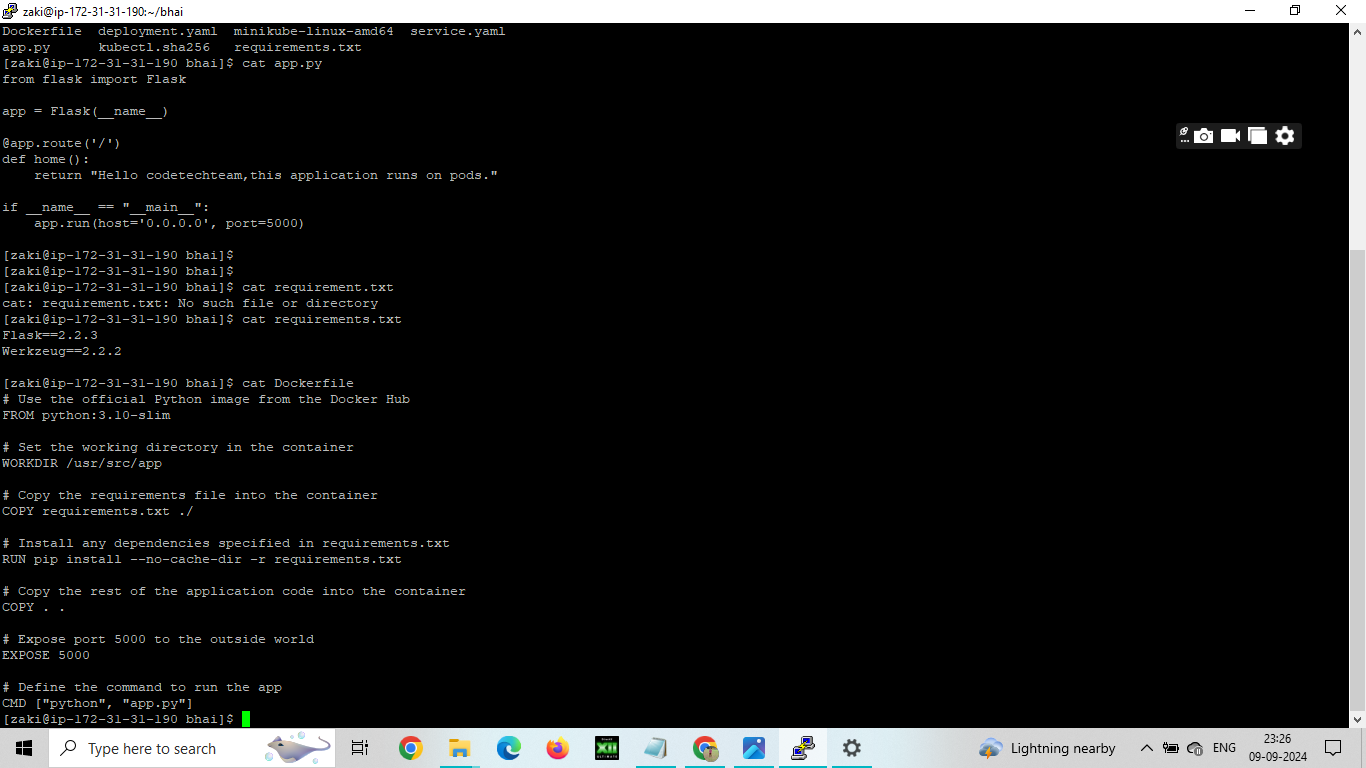 zaki@ip-172-31-31-190:~/bhai
Dockerfile  deployment.yaml  minikube-linux-amd64  service.yaml
app.py      kubectl.sha256   requirements.txt
[zaki@ip-172-31-31-190 bhai]$ cat app.py
from flask import Flask

app = Flask(__name__)

@app.route('/')
def home():
    return "Hello codetechteam,this application runs on pods."

if __name__ == "__main__":
    app.run(host='0.0.0.0', port=5000)

[zaki@ip-172-31-31-190 bhai]$
[zaki@ip-172-31-31-190 bhai]$
[zaki@ip-172-31-31-190 bhai]$ cat requirement.txt
cat: requirement.txt: No such file or directory
[zaki@ip-172-31-31-190 bhai]$ cat requirements.txt
Flask==2.2.3
Werkzeug==2.2.2

[zaki@ip-172-31-31-190 bhai]$ cat Dockerfile
# Use the official Python image from the Docker Hub
FROM python:3.10-slim

# Set the working directory in the container
WORKDIR /usr/src/app

# Copy the requirements file into the container
COPY requirements.txt ./

# Install any dependencies specified in requirements.txt
RUN pip install --no-cache-dir -r requirements.txt

# Copy the rest of the application code into the container
COPY . .

# Expose port 5000 to the outside world
EXPOSE 5000

# Define the command to run the app
CMD ["python", "app.py"]
[zaki@ip-172-31-31-190 bhai]$
Type here to search
XII
Lightning nearby
ENG
23:26
09-09-2024